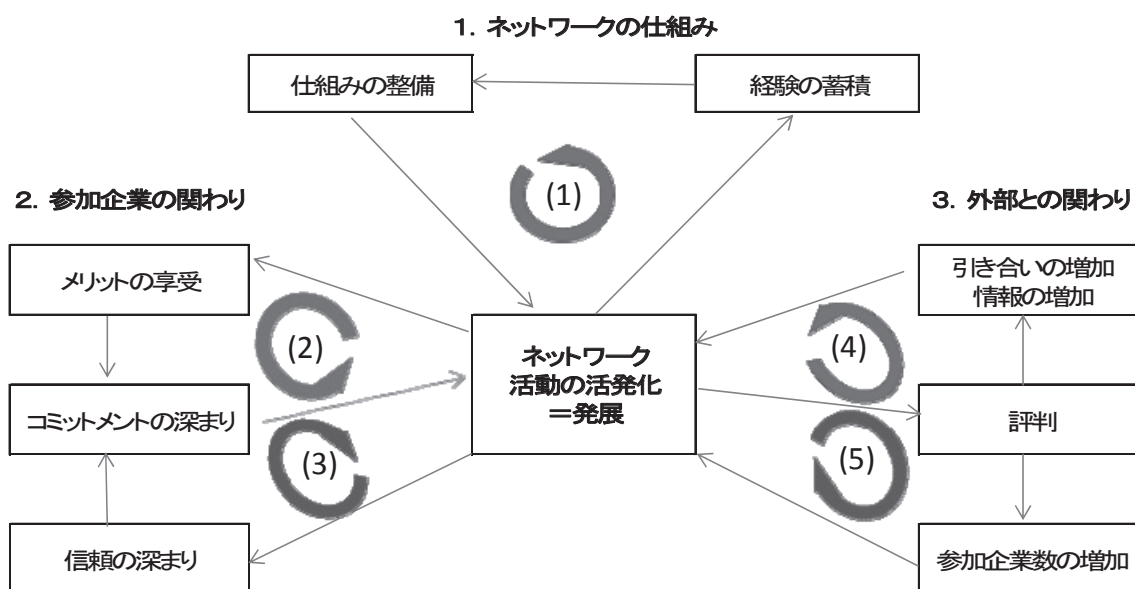 1. ネットワークの仕組み
仕組みの整備
経験の蓄積
(1)
2. 参加企業の関わり
3. 外部との関わり
メリットの享受
引き合いの増加
情報の増加
(2)
(4)
ネットワーク
活動の活発化
＝発展
コミットメントの深まり
評判
(3)
(5)
信頼の深まり
参加企業数の増加